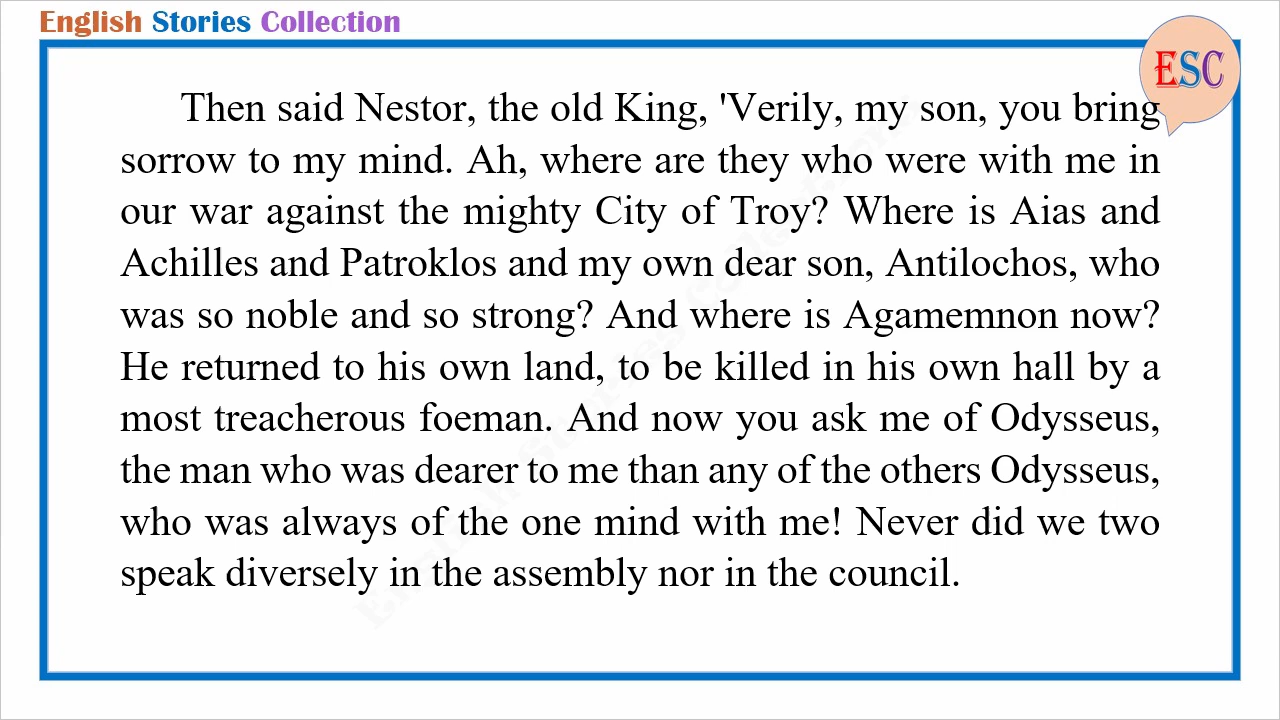 English Stories Collection
ESC
Then said Nestor, the old King, 'Verily, my son, you bring
sorrow to my mind. Ah, where are they who were with me in
our war against the mighty City of Troy? Where is Aias and
Achilles and Patroklos and my own dear son, Antilochos, who
was so noble and so strong? And where is Agamemnon now?
He returned to his own land, to be killed in his own hall by a
most treacherous foeman. And now you ask me of Odysseus,
the man who was dearer to me than any of the others Odysseus,
who was always of the one mind with me! Never did we two
speak diversely in the assembly nor in the council.
English Stories Collection